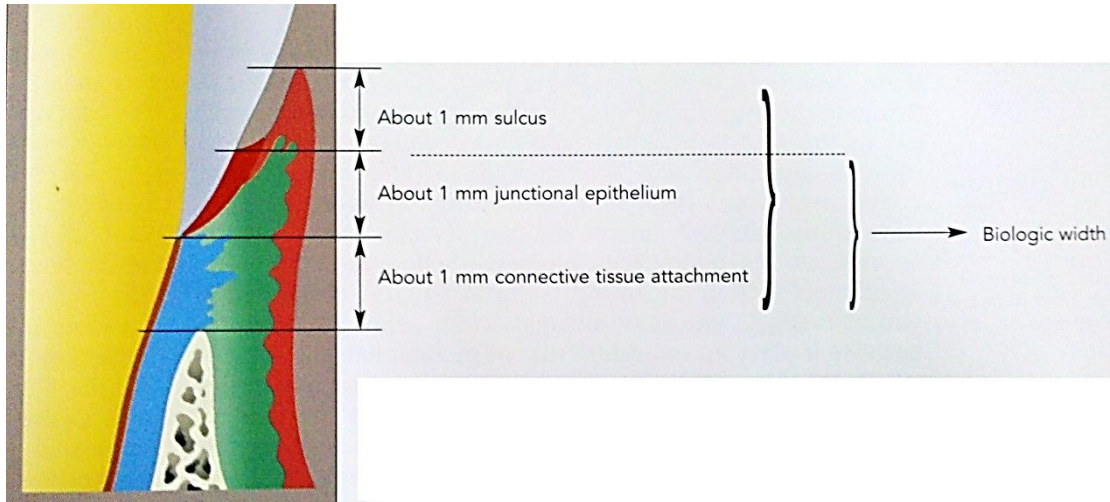 About 1 mm sulcus
About 1 mm junctional epithelium
Biologic width
About 1 mm connective tissue attachment